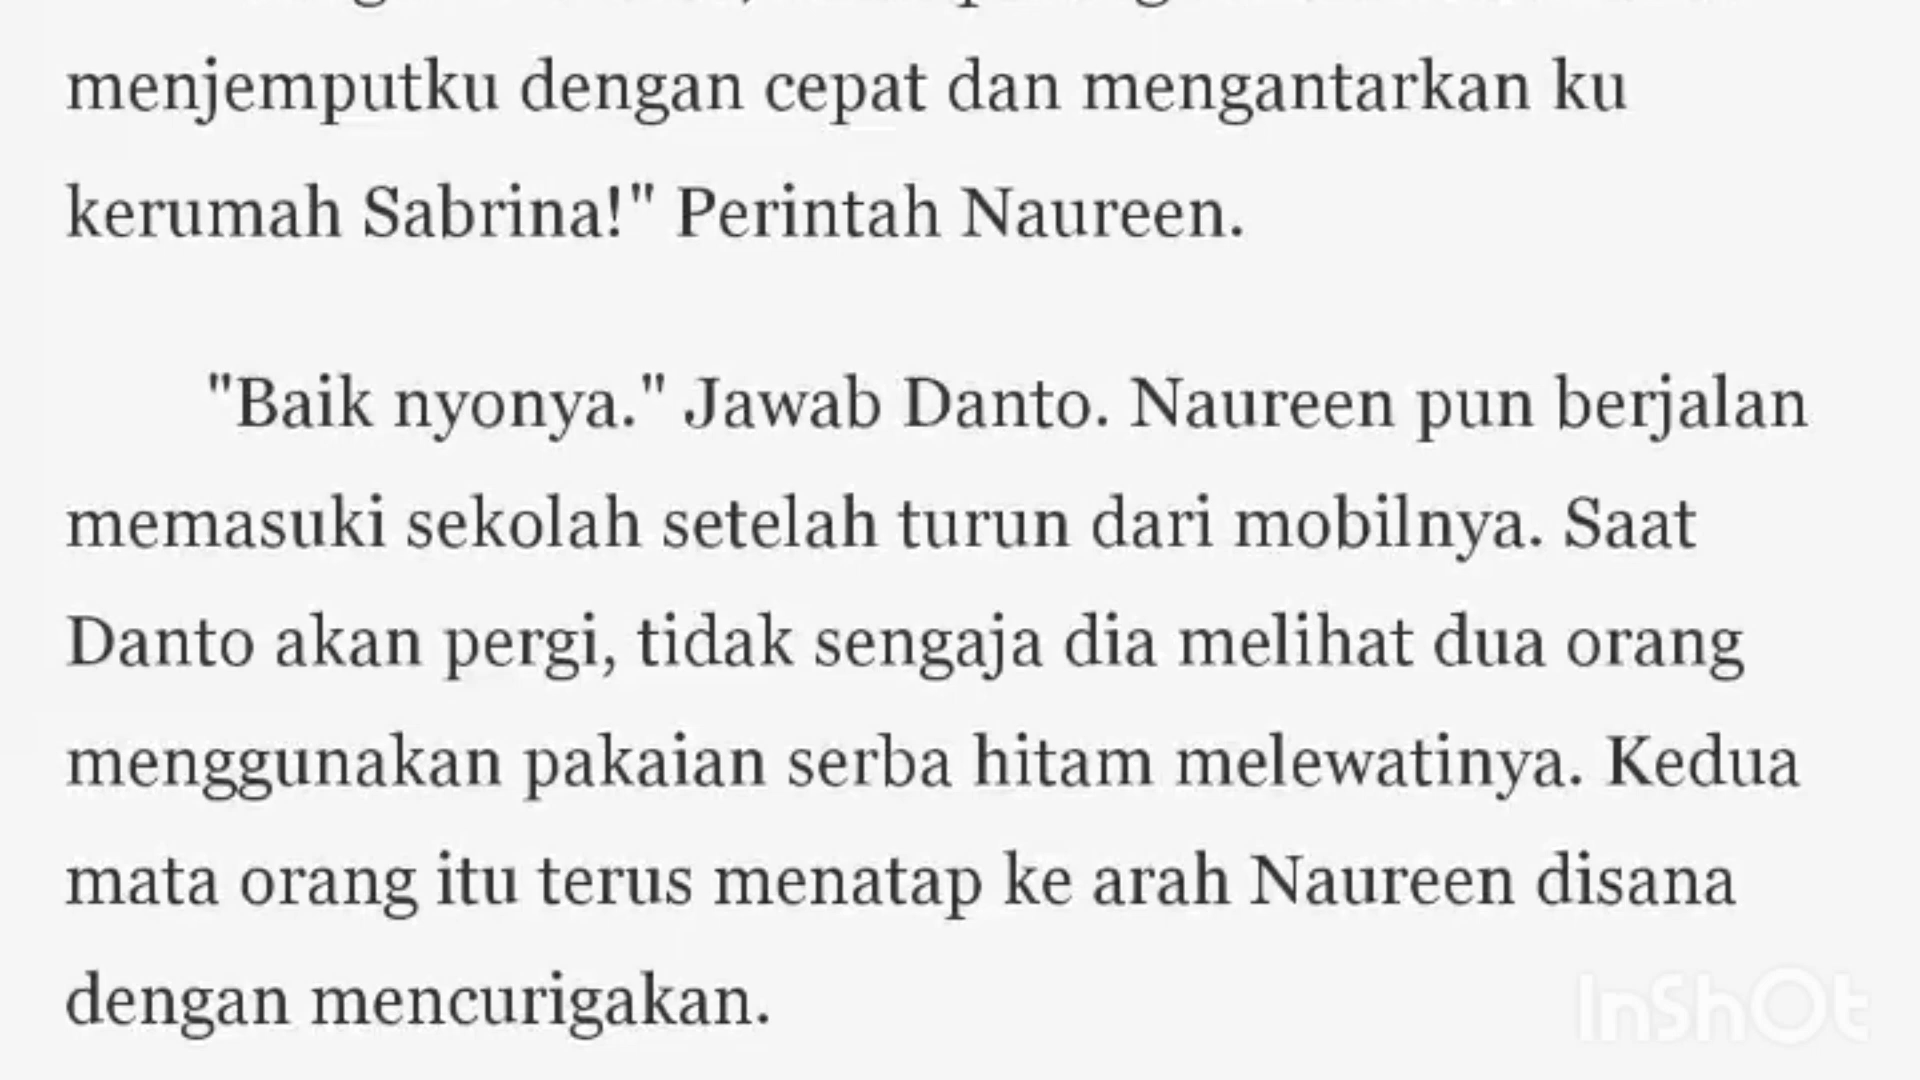 menjemputku dengan cepat dan mengantarkan ku
kerumah Sabrina!" Perintah Naureen.
"Baik nyonya." Jawab Danto. Naureen pun berjalan
memasuki sekolah setelah turun dari mobilnya. Saat
Danto akan pergi, tidak sengaja dia melihat dua orang
menggunakan pakaian serba hitam melewatinya. Kedua
mata orang itu terus menatap ke arah Naureen disana
dengan mencurigakan.
InShOt